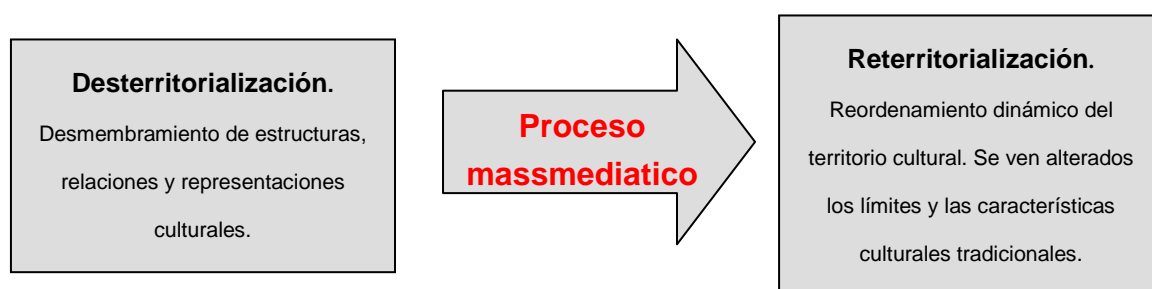 Desterritorialización.
Desmembramiento de estructuras,
relaciones y representaciones
culturales.
Proceso
massmediatico
Reterritorialización.
Reordenamiento dinámico del
territorio cultural. Se ven alterados
los límites y las características
culturales tradicionales.